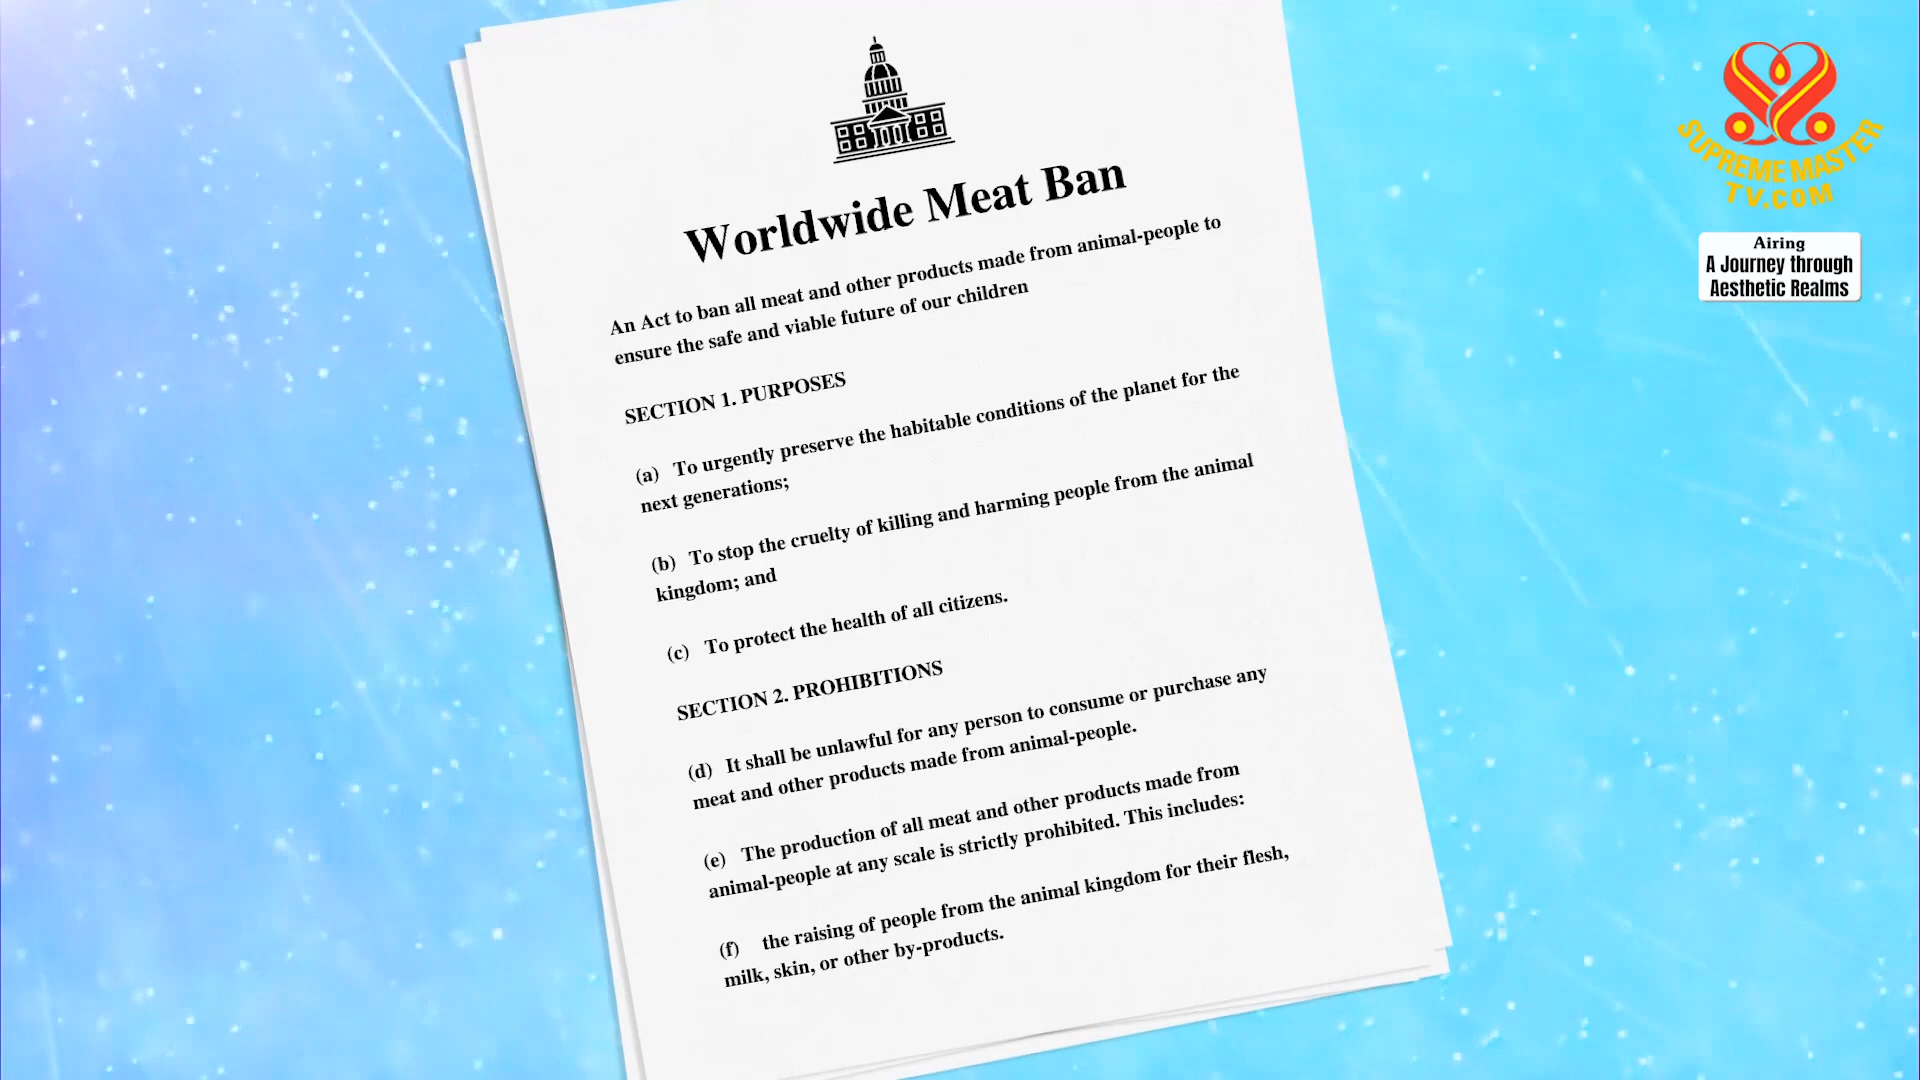 Worldwide Meat Ban
An Act to ban all meat and other products made from animal-people to
ensure the safe and viable future of our children
SECTION 1. PURPOSES
(a) To urgently preserve the habitable conditions of the planet for the
next generations;
(b) To stop the cruelty of killing and harming people from the animal
kingdom; and
(c) To protect the health of all citizens.
SECTION 2. PROHIBITIONS
(d) It shall be unlawful for any person to consume or purchase any
meat and other products made from animal-people.
(e) The production of all meat and other products made from
animal-people at any scale is strictly prohibited. This includes:
(f) the raising of people from the animal kingdom for their flesh,
milk, skin, or other by-products.
SUPREME MASTER
TV.COM
Airing
A Journey through
Aesthetic Realms